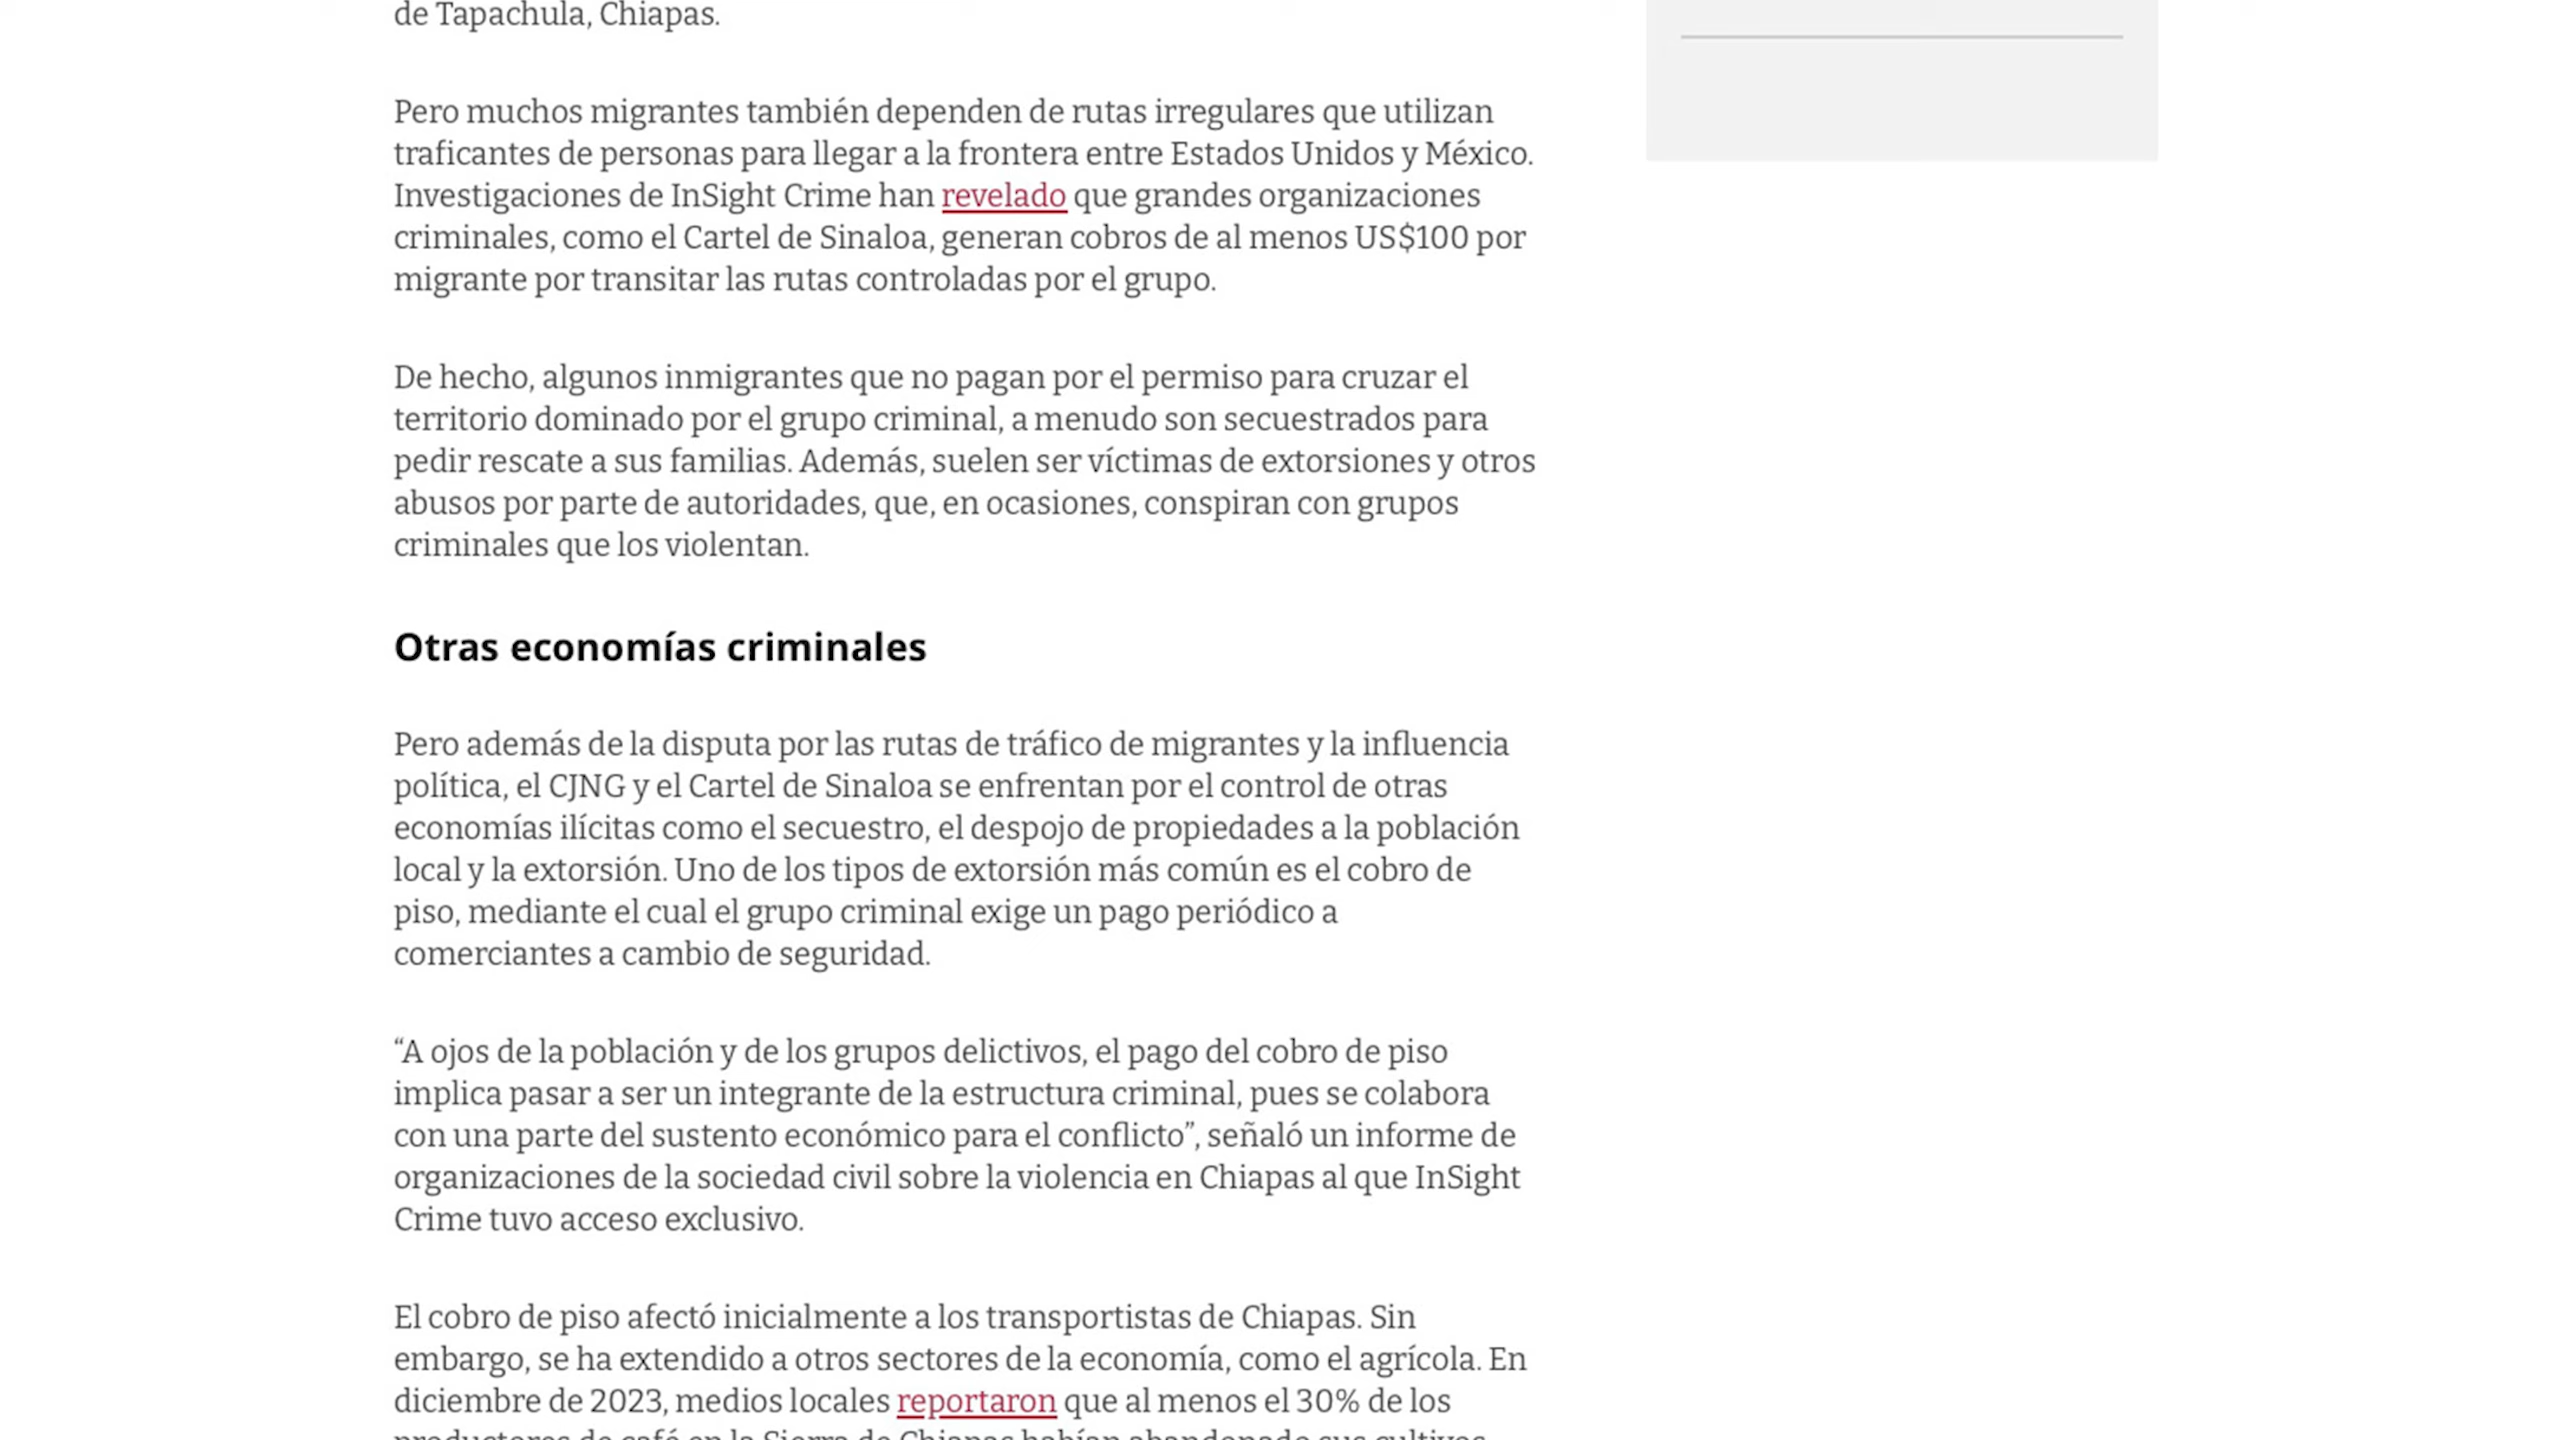 de Tapachula, Chiapas.
Pero muchos migrantes también dependen de rutas irregulares que utilizan
traficantes de personas para llegar a la frontera entre Estados Unidos y México.
Investigaciones de InSight Crime han revelado que grandes organizaciones
criminales, como el Cartel de Sinaloa, generan cobros de al menos US$100 por
migrante por transitar las rutas controladas por el grupo.
De hecho, algunos inmigrantes que no pagan por el permiso para cruzar el
territorio dominado por el grupo criminal, a menudo son secuestrados para
pedir rescate a sus familias. Además, suelen ser víctimas de extorsiones y otros
abusos por parte de autoridades, que, en ocasiones, conspiran con grupos
criminales que los violentan.
Otras economías criminales
Pero además de la disputa por las rutas de tráfico de migrantes y la influencia
política, el CJNG y el Cartel de Sinaloa se enfrentan por el control de otras
economías ilícitas como el secuestro, el despojo de propiedades a la población
local y la extorsión. Uno de los tipos de extorsión más común es el cobro de
piso, mediante el cual el grupo criminal exige un pago periódico a
comerciantes a cambio de seguridad.
“A ojos de la población y de los grupos delictivos, el pago del cobro de piso
implica pasar a ser un integrante de la estructura criminal, pues se colabora
con una parte del sustento económico para el conflicto”, señaló un informe de
organizaciones de la sociedad civil sobre la violencia en Chiapas al que InSight
Crime tuvo acceso exclusivo.
El cobro de piso afectó inicialmente a los transportistas de Chiapas. Sin
embargo, se ha extendido a otros sectores de la economía, como el agrícola. En
diciembre de 2023, medios locales reportaron que al menos el 30% de los
productores de café en la Sierra de Chiapas habían abandonado sus cultivos